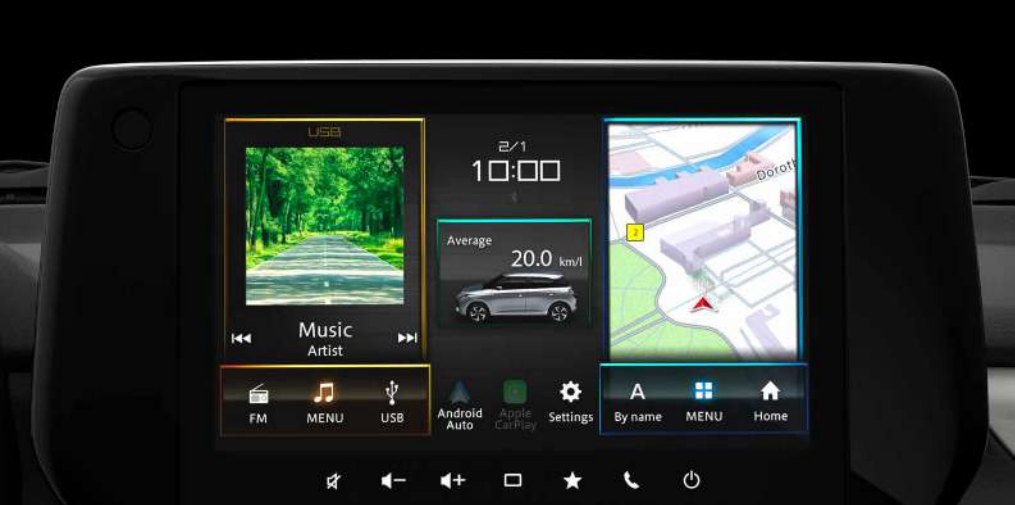 USB
Music
Artist
FM
MENU
USB
2/1
10:00
Average
20.0 km/l
Android
Auto
Apple
CarPlay
Settings
Doroth
2
A
By name
MENU
Home